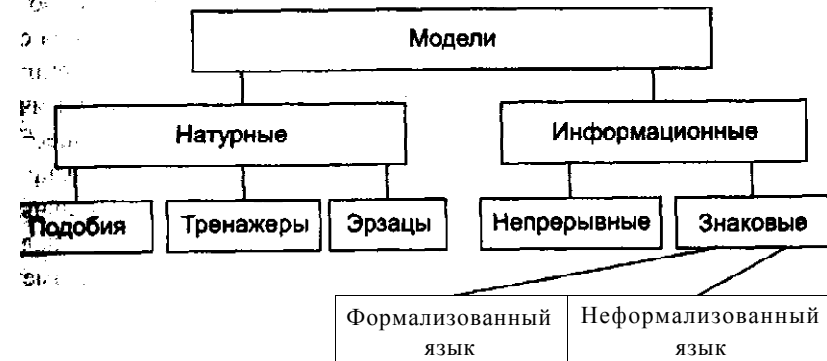 Модели
Натурные
Информационные
Подобия
Тренажеры
Эрзацы
Непрерывные
Знаковые
Формализованный
язык
Неформализованный
язык